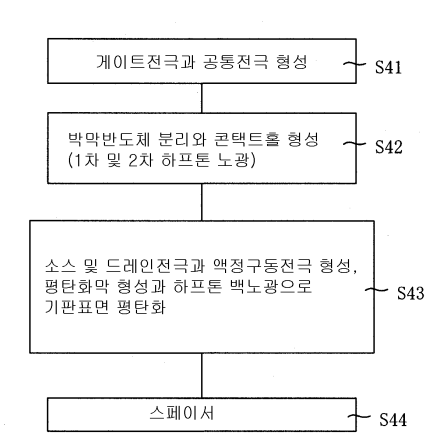 게이트전극과 공통전극 형성
S41
박막반도체 분리와 콘택트홀 형성
(1차 및 2차 하프톤 노광)
S42
소스 및 드레인전극과 액정구동전극 형성,
평탄화막 형성과 하프톤 백노광으로
기판표면 평탄화
S43
스페이서
S44